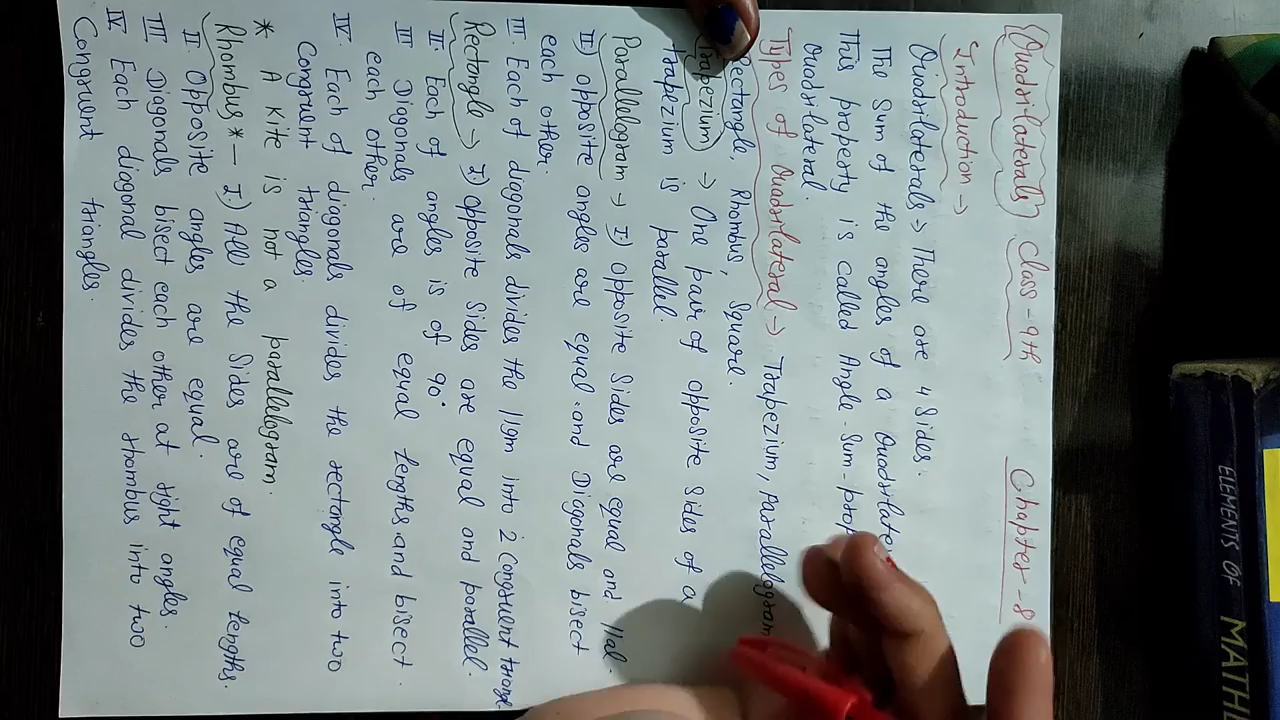 Quadrilaterals Class - 9th Chapter - 8
Introduction ->
Quadrilaterals -> There are 4 Sides.
The Sum of the angles of a
This property is called Angle - Sum -
Quadrilateral.
Types of Quadrilateral -> Trapezium, Parallelogram
Rectangle, Rhombus, Square.
Trapezium -> One pair of opposite Sides of a
trapezium is parallel.
Parallelogram -> I) opposite Sides are equal and llal.
II) opposite angles are equal and Diagonals bisect
each other.
III. Each of diagonals divides the llgm into 2 Congruent
Rectangle -> I) opposite Sides are equal and parallel.
II. Each of angles is of 90°
III Diagonals are of equal lengths and bisect
each other.
IV. Each of diagonals divides the rectangle into two
Congruent triangles.
* A Kite is not a parallelogram.
Rhombus * - I.) All the Sides are of equal lengths.
II. Opposite angles are equal.
III Diagonals bisect each other at right angles.
IV Each diagonal divides the rhombus into two
Congruent triangles.
ELEMENTS OF